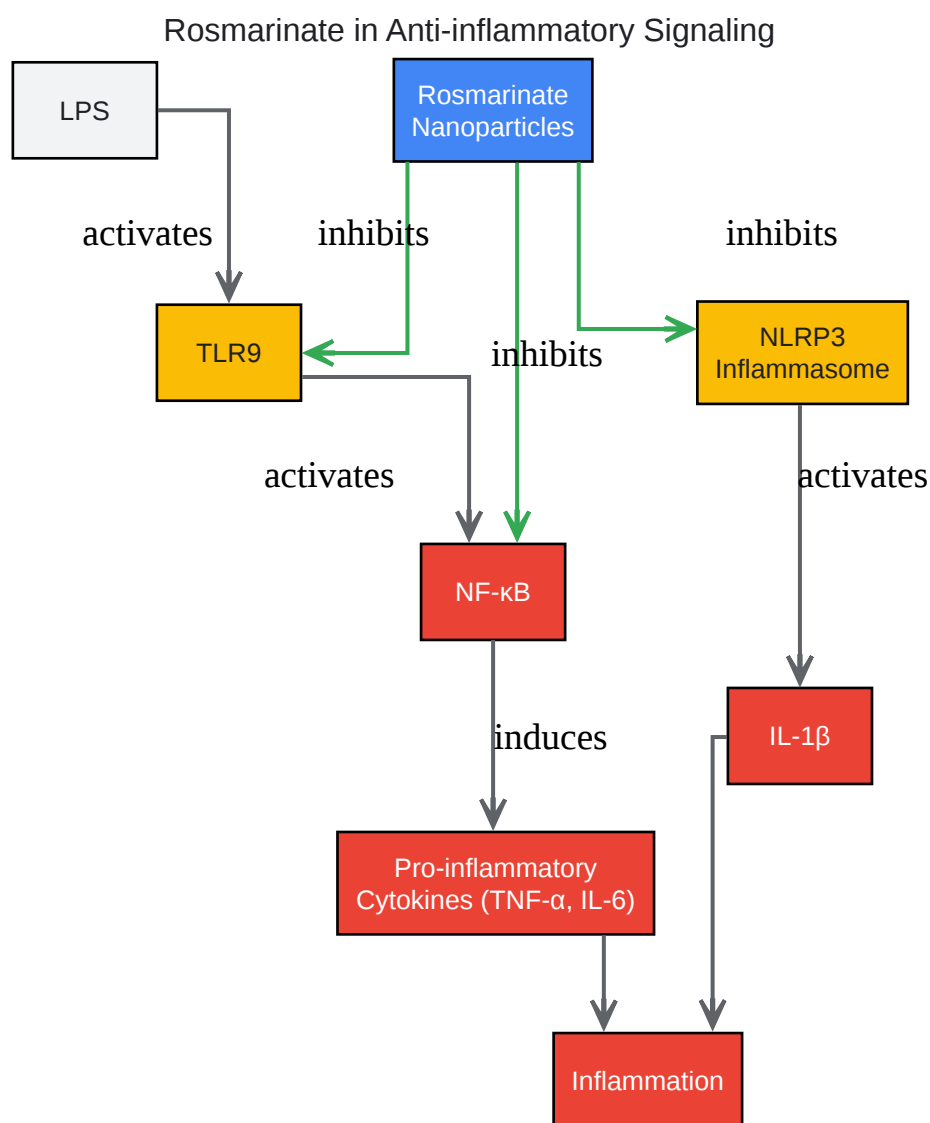 Rosmarinate in Anti-inflammatory Signaling
LPS
Rosmarinate
Nanoparticles
activates
inhibits
inhibits
TLR9
inhibits
NLRP3
Inflammasome
activates
activates
NF-κB
induces
IL-1β
Pro-inflammatory
Cytokines (TNF-α, IL-6)
Inflammation